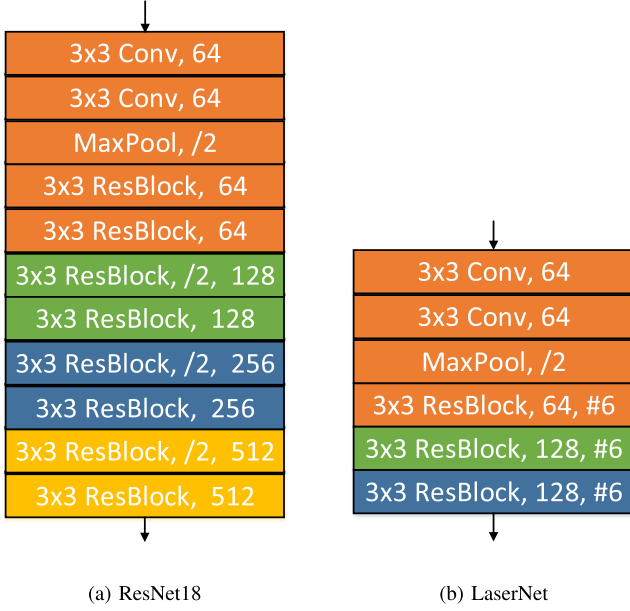 3x3 Conv, 64
3x3 Conv, 64
MaxPool, /2
3x3 ResBlock, 64
3x3 ResBlock, 64
3x3 ResBlock, /2, 128
3x3 ResBlock, 128
3x3 ResBlock, /2, 256
3x3 ResBlock, 256
3x3 ResBlock, /2, 512
3x3 ResBlock, 512
(a) ResNet18
3x3 Conv, 64
3x3 Conv, 64
MaxPool, /2
3x3 ResBlock, 64, #6
3x3 ResBlock, 128, #6
3x3 ResBlock, 128, #6
(b) LaserNet